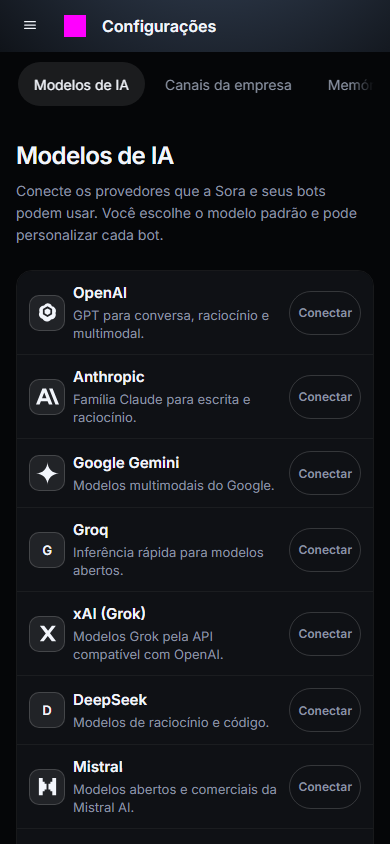 Configurações
Modelos de IA
Canais da empresa
Memór
Modelos de IA
Conecte os provedores que a Sora e seus bots
podem usar. Você escolhe o modelo padrão e pode
personalizar cada bot.
OpenAI
GPT para conversa, raciocínio e
multimodal.
Conectar
Anthropic
Família Claude para escrita e
raciocínio.
Conectar
Google Gemini
Modelos multimodais do Google.
Conectar
G
Groq
Inferência rápida para modelos
abertos.
Conectar
xAI (Grok)
Modelos Grok pela API
compatível com OpenAI.
Conectar
D
DeepSeek
Modelos de raciocínio e código.
Conectar
Mistral
Modelos abertos e comerciais da
Mistral AI.
Conectar